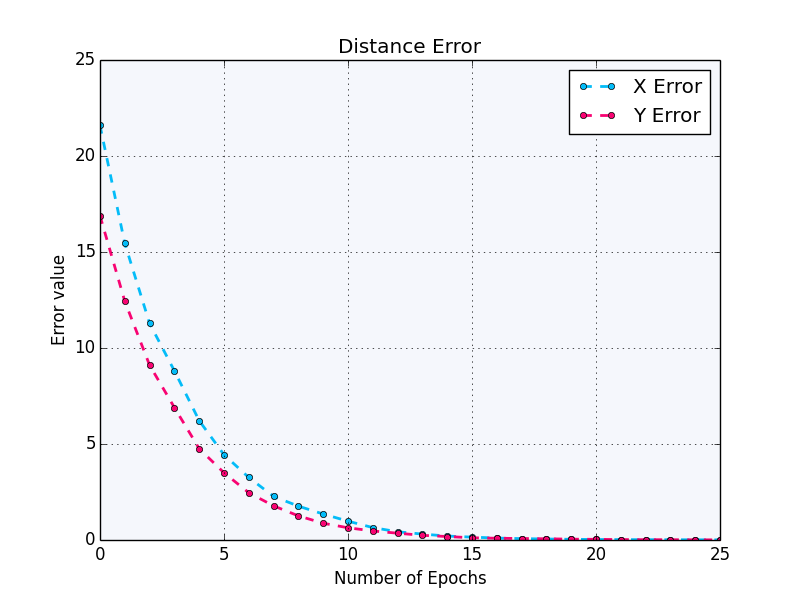 Distance Error
X Error
Y Error
25
20
15
10
5
0
Error value
0 5 10 15 20 25
Number of Epochs